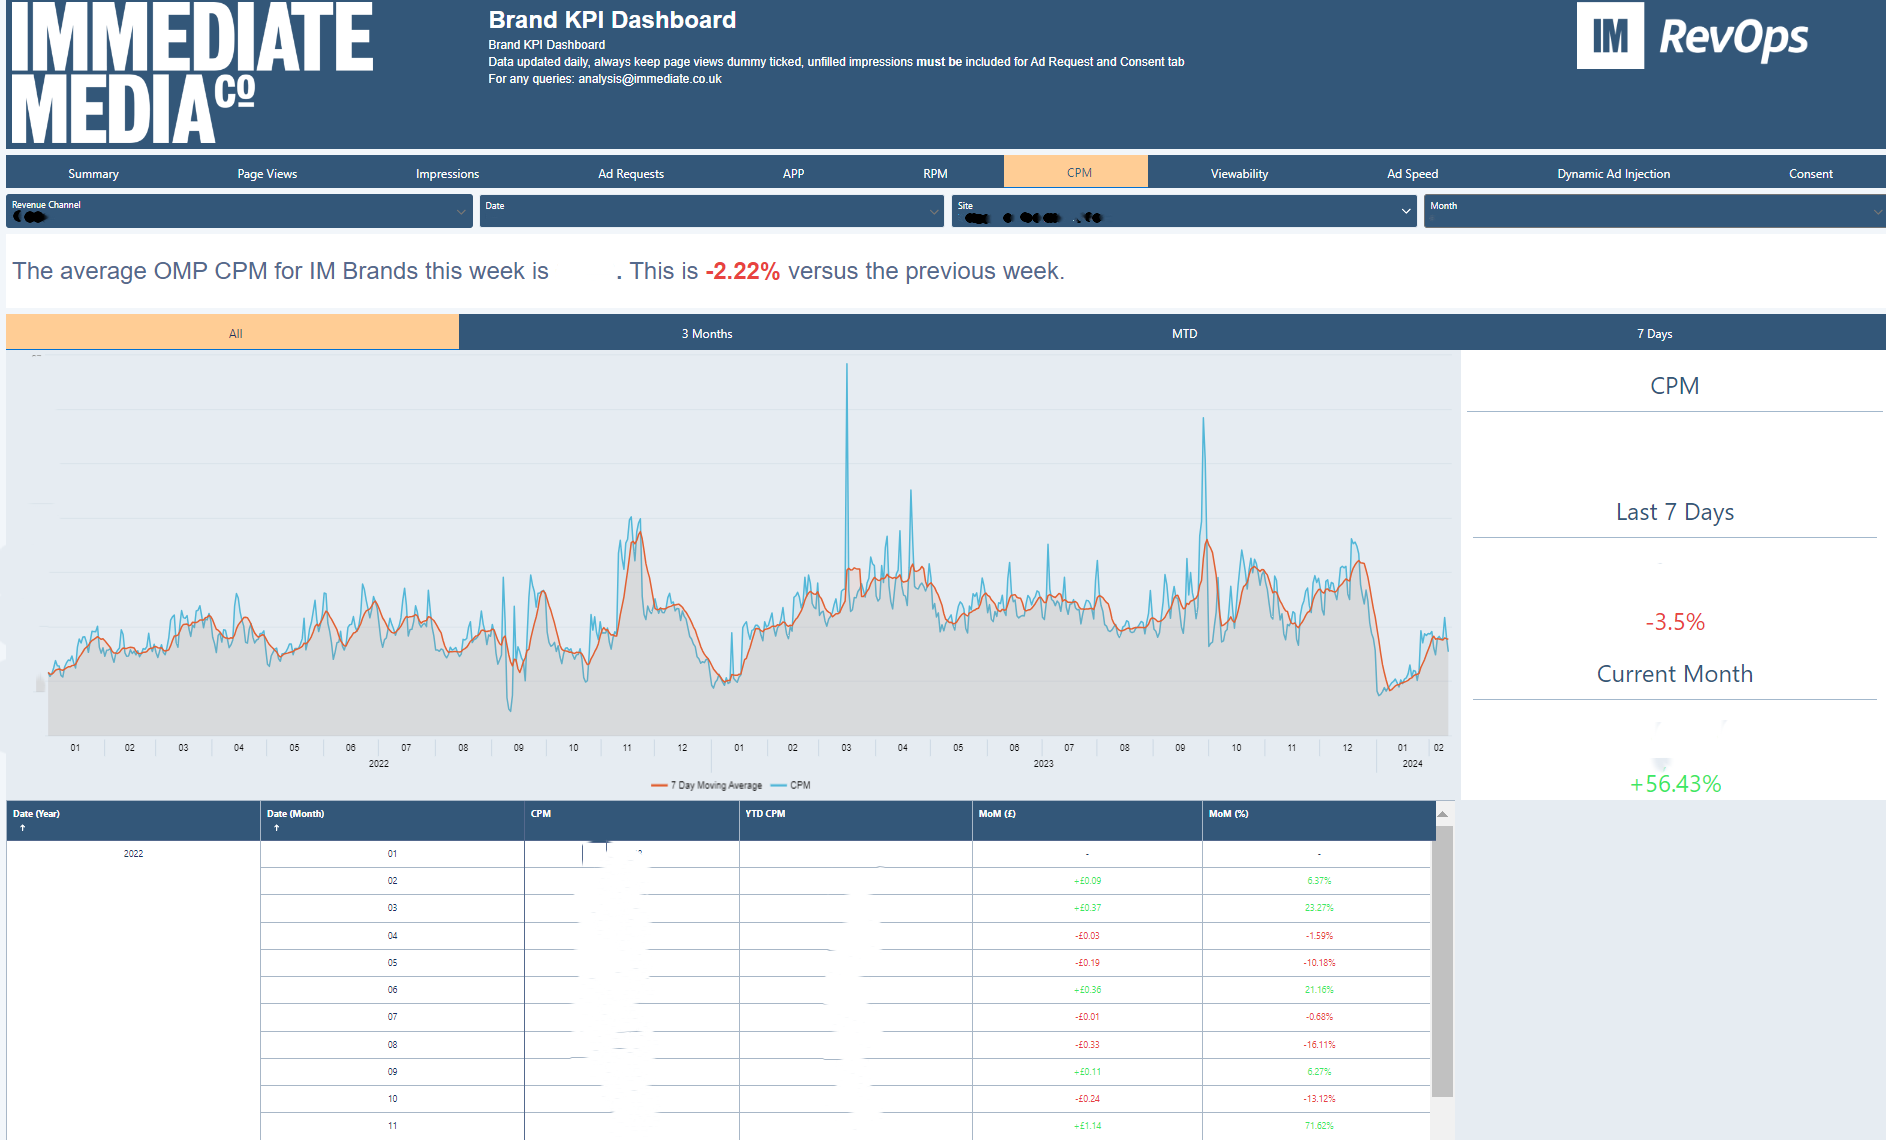 IMMEDIATE
MEDIA CO
Brand KPI Dashboard
Brand KPI Dashboard
Data updated daily, always keep page views dummy ticked, unfilled impressions must be included for Ad Request and Consent tab
For any queries: analysis@immediate.co.uk
IM RevOps
Summary Page Views Impressions Ad Requests APP RPM CPM Viewability Ad Speed Dynamic Ad Injection Consent
Revenue Channel Date Site Month
The average OMP CPM for IM Brands this week is . This is -2.22% versus the previous week.
All 3 Months MTD 7 Days
CPM
Last 7 Days
-3.5%
Current Month
+56.43%
01 02 03 04 05 06 07 08 09 10 11 12 01 02 03 04 05 06 07 08 09 10 11 12 01 02
2022 2023 2024
7 Day Moving Average CPM
Date (Year) Date (Month) CPM YTD CPM MoM (£) MoM (%)
2022 01 - -
02 +£0.09 6.37%
03 +£0.37 23.27%
04 -£0.03 -1.59%
05 -£0.19 -10.18%
06 +£0.36 21.16%
07 -£0.01 -0.68%
08 -£0.33 -16.11%
09 +£0.11 6.27%
10 -£0.24 -13.12%
11 +£1.14 71.62%